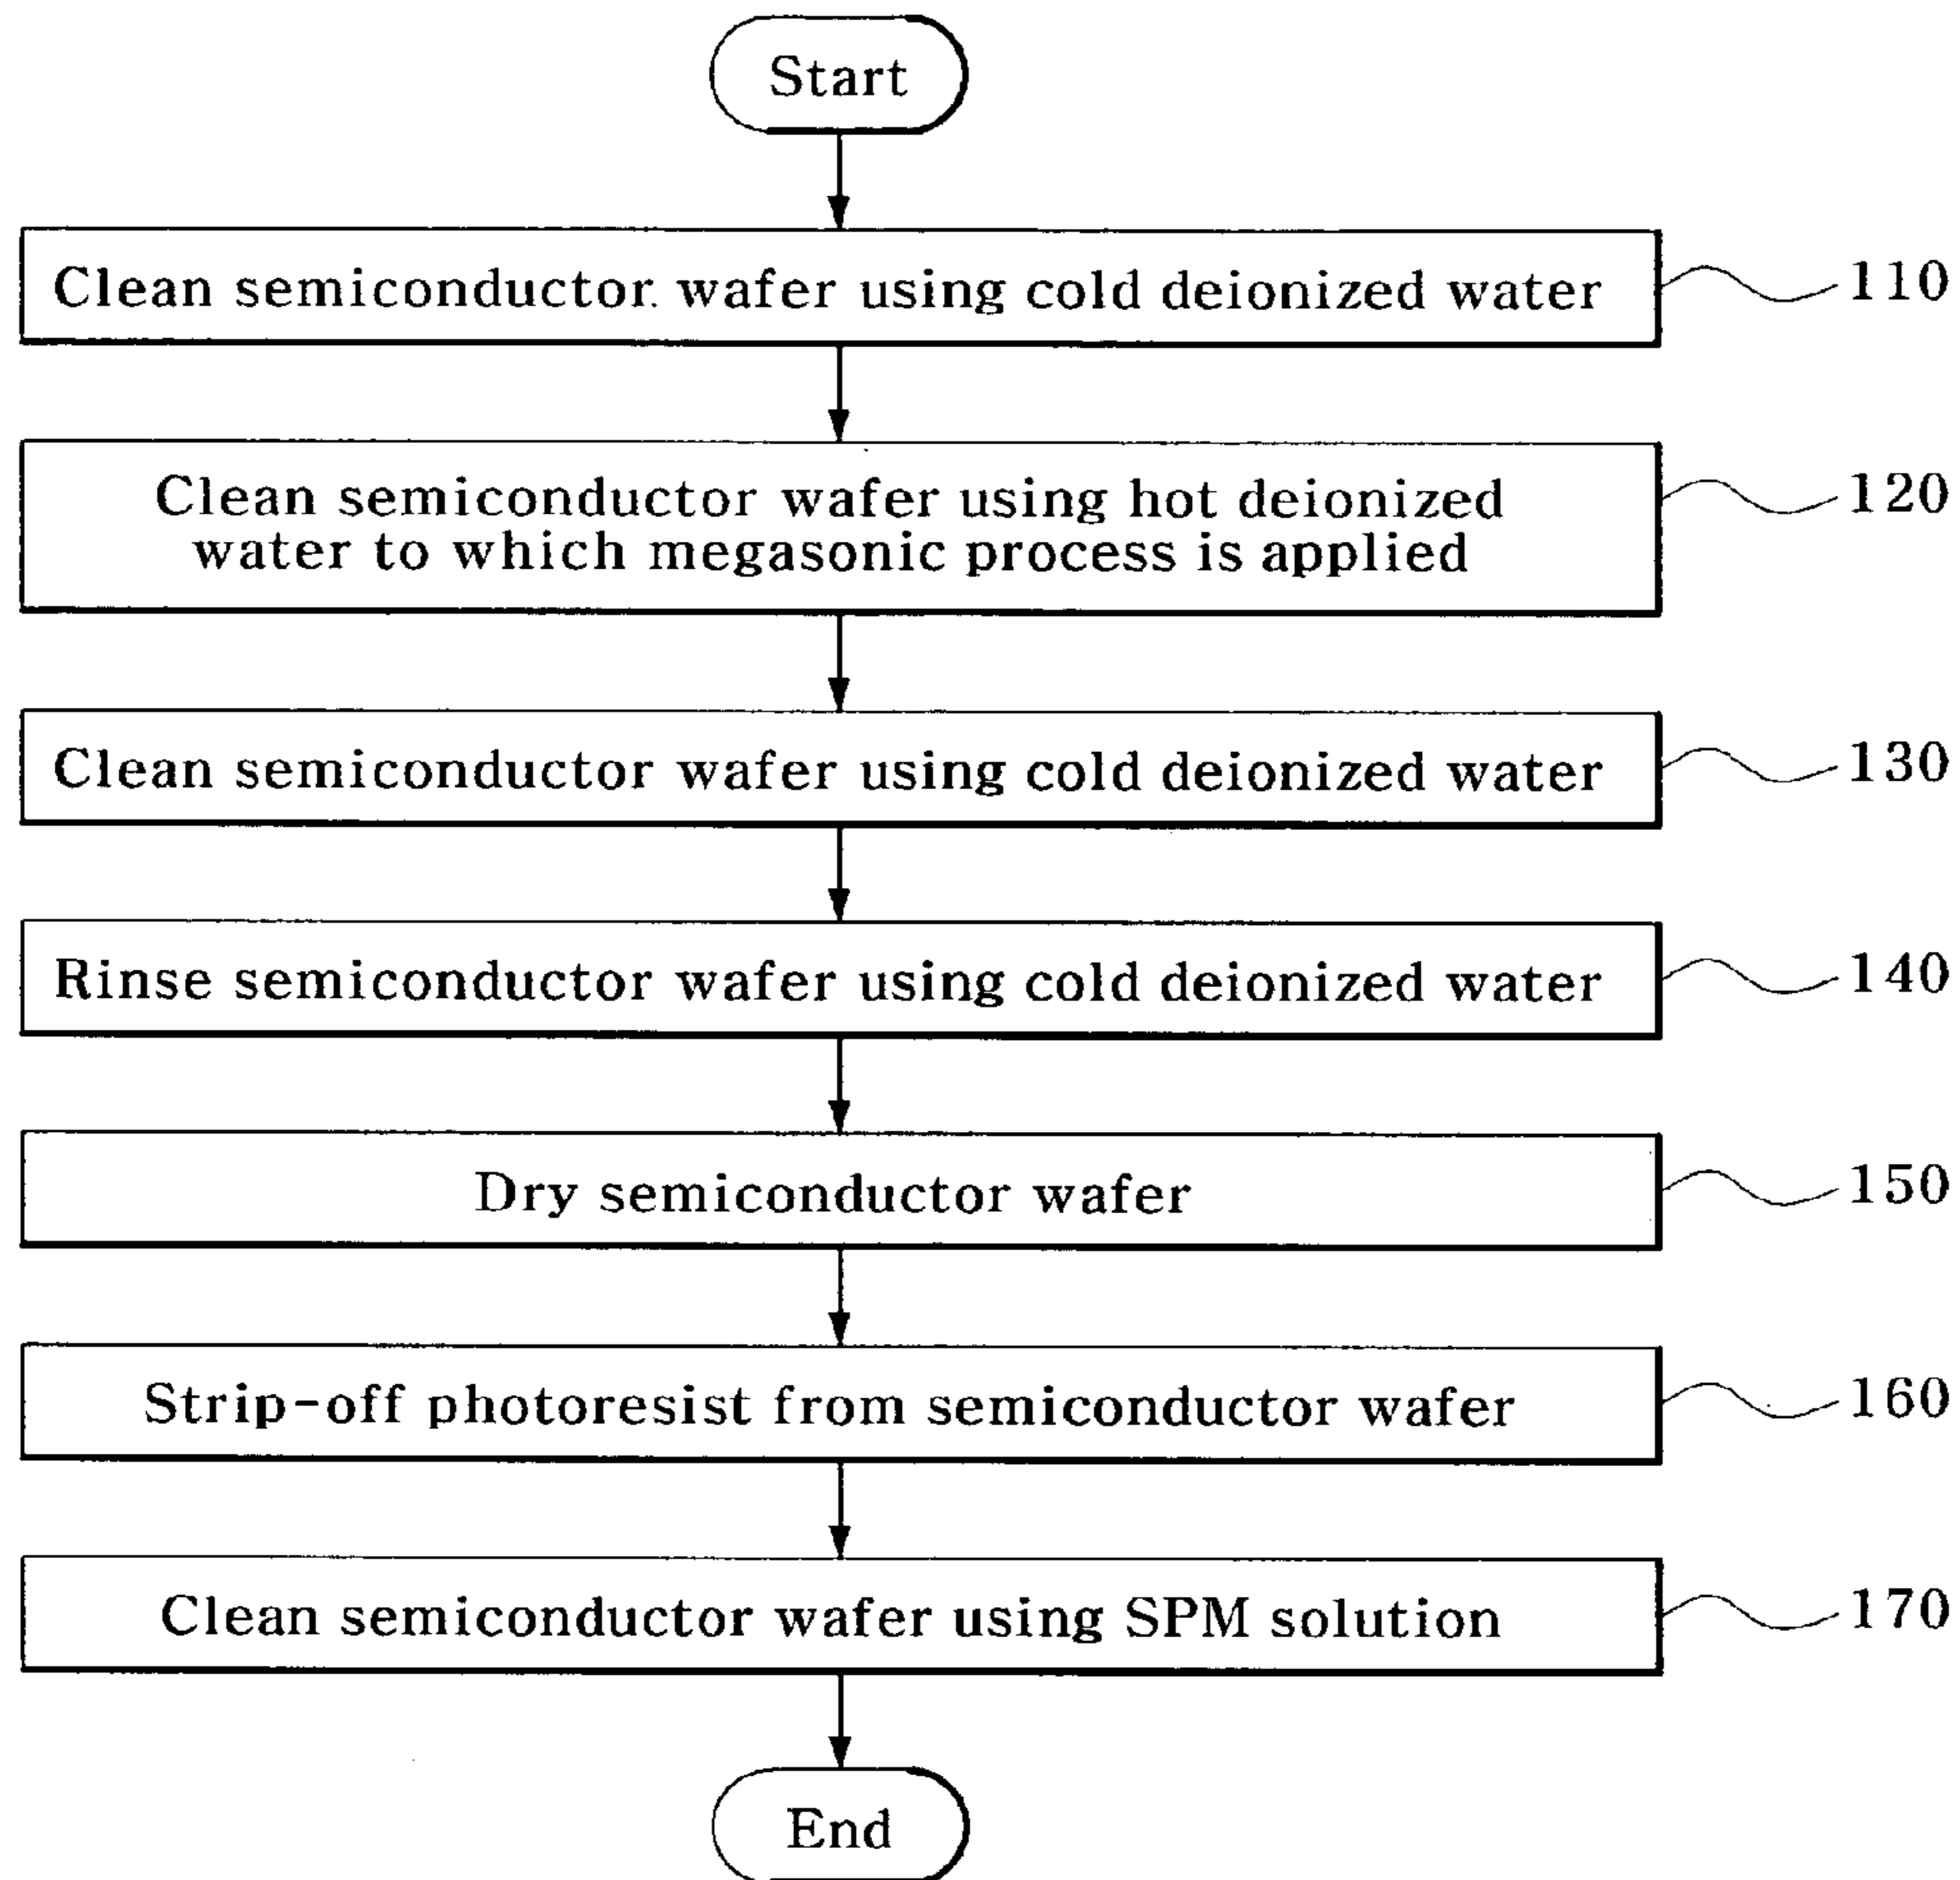 Start
Clean semiconductor wafer using cold deionized water
110
Clean semiconductor wafer using hot deionized
water to which megasonic process is applied
120
Clean semiconductor wafer using cold deionized water
130
Rinse semiconductor wafer using cold deionized water
140
Dry semiconductor wafer
150
Strip-off photoresist from semiconductor wafer
160
Clean semiconductor wafer using SPM solution
170
End